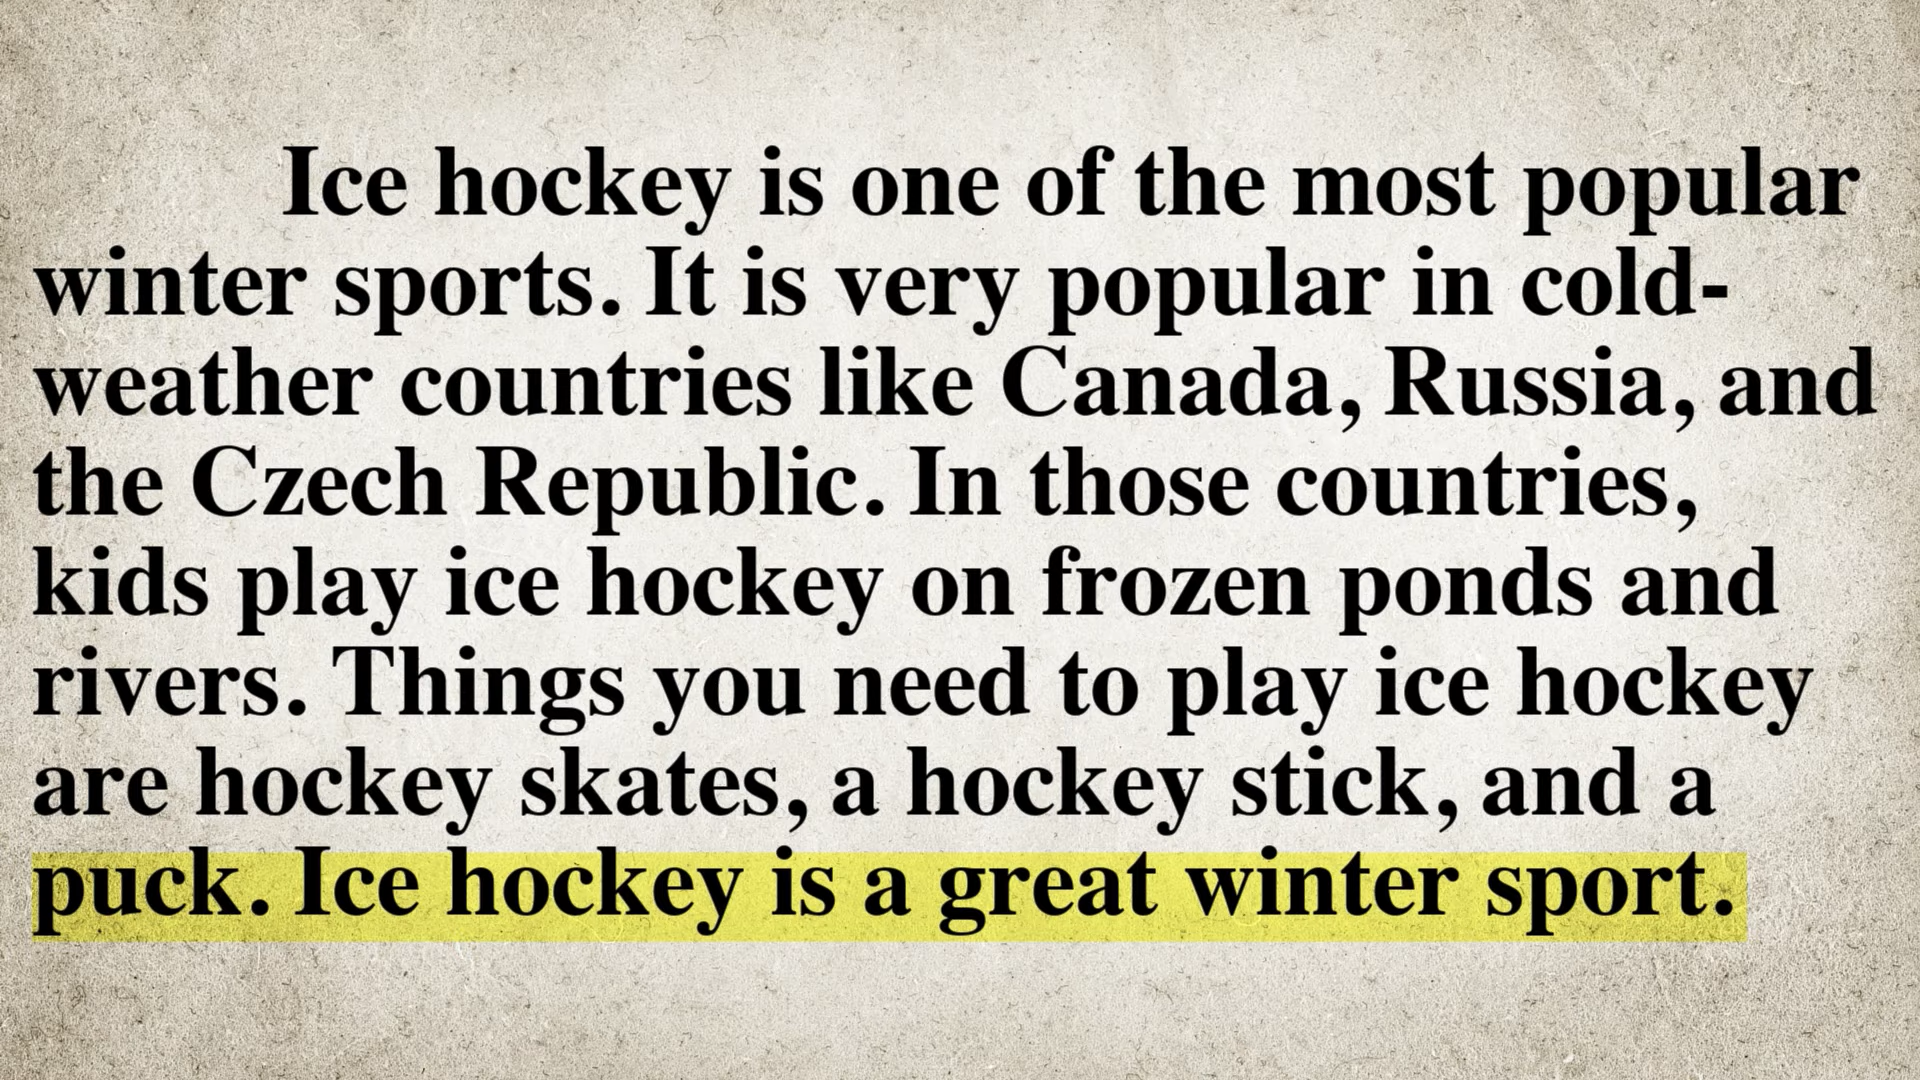 Ice hockey is one of the most popular
winter sports. It is very popular in cold-
weather countries like Canada, Russia, and
the Czech Republic. In those countries,
kids play ice hockey on frozen ponds and
rivers. Things you need to play ice hockey
are hockey skates, a hockey stick, and a
puck. Ice hockey is a great winter sport.